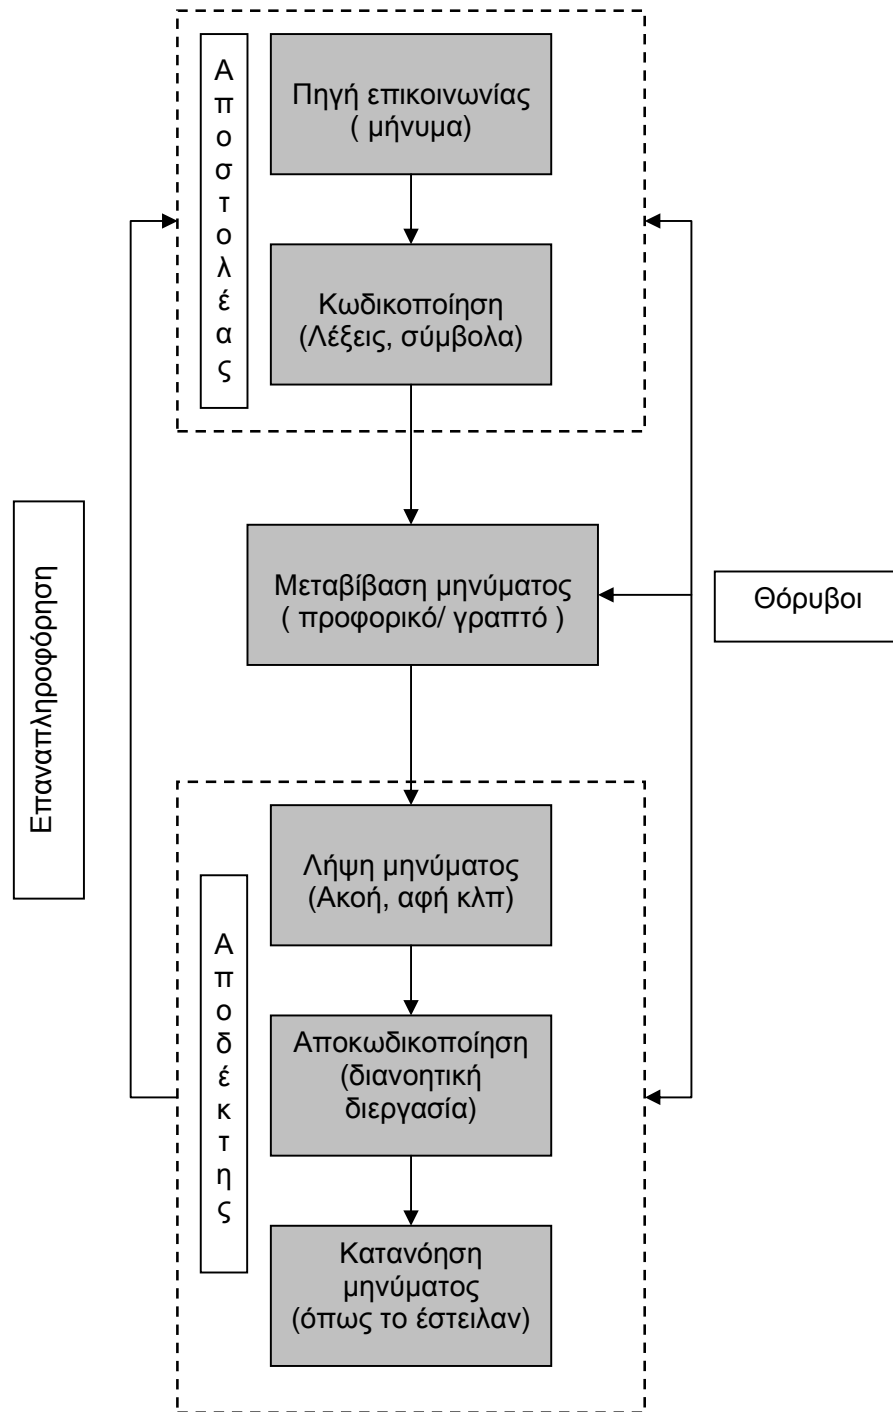 Αποστολέας
Πηγή επικοινωνίας
( μήνυμα)
Κωδικοποίηση
(Λέξεις, σύμβολα)
Μεταβίβαση μηνύματος
( προφορικό/ γραπτό )
Θόρυβοι
Επαναπληροφόρηση
Αποδέκτης
Λήψη μηνύματος
(Ακοή, αφή κλπ)
Αποκωδικοποίηση
(διανοητική
διεργασία)
Κατανόηση
μηνύματος
(όπως το έστειλαν)